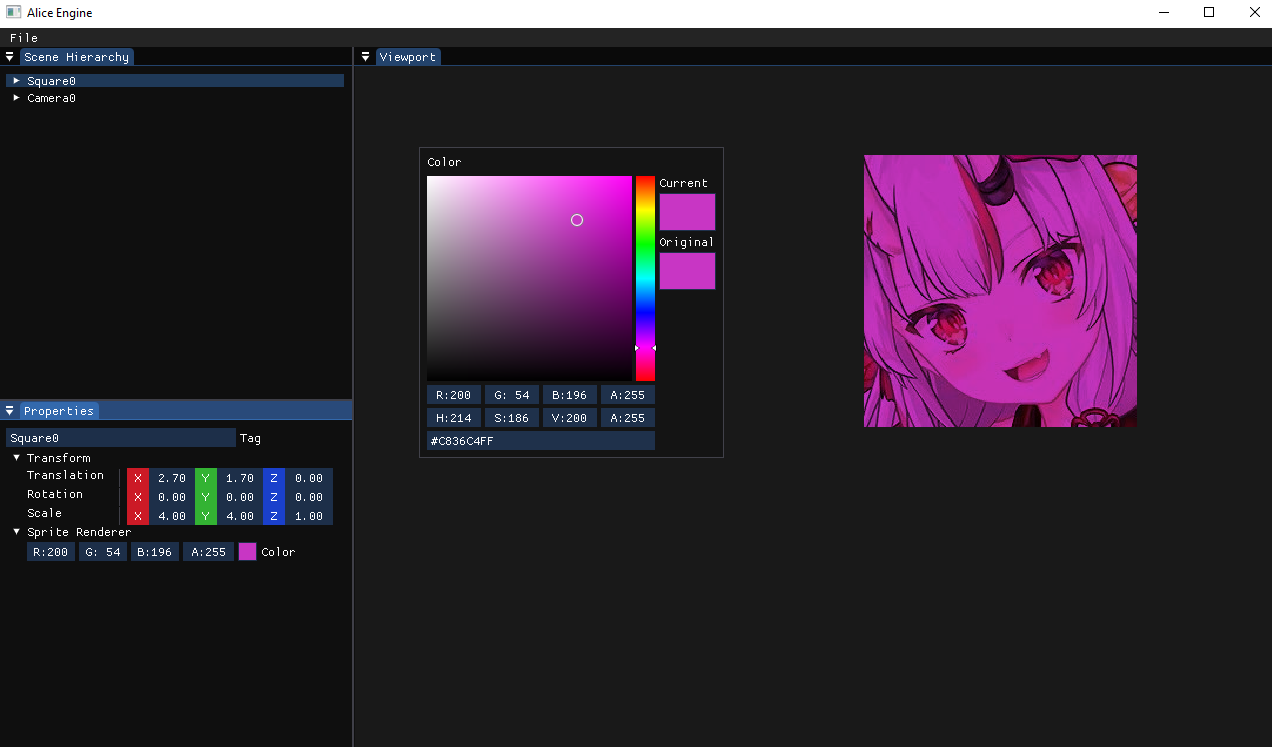 Alice Engine
File
Scene Hierarchy
Square0
Camera0
Properties
Square0 Tag
Transform
Translation X 2.70 Y 1.70 Z 0.00
Rotation X 0.00 Y 0.00 Z 0.00
Scale X 4.00 Y 4.00 Z 1.00
Sprite Renderer
R:200 G: 54 B:196 A:255 Color
Viewport
Color
Current
Original
R:200 G: 54 B:196 A:255
H:214 S:186 V:200 A:255
#C836C4FF